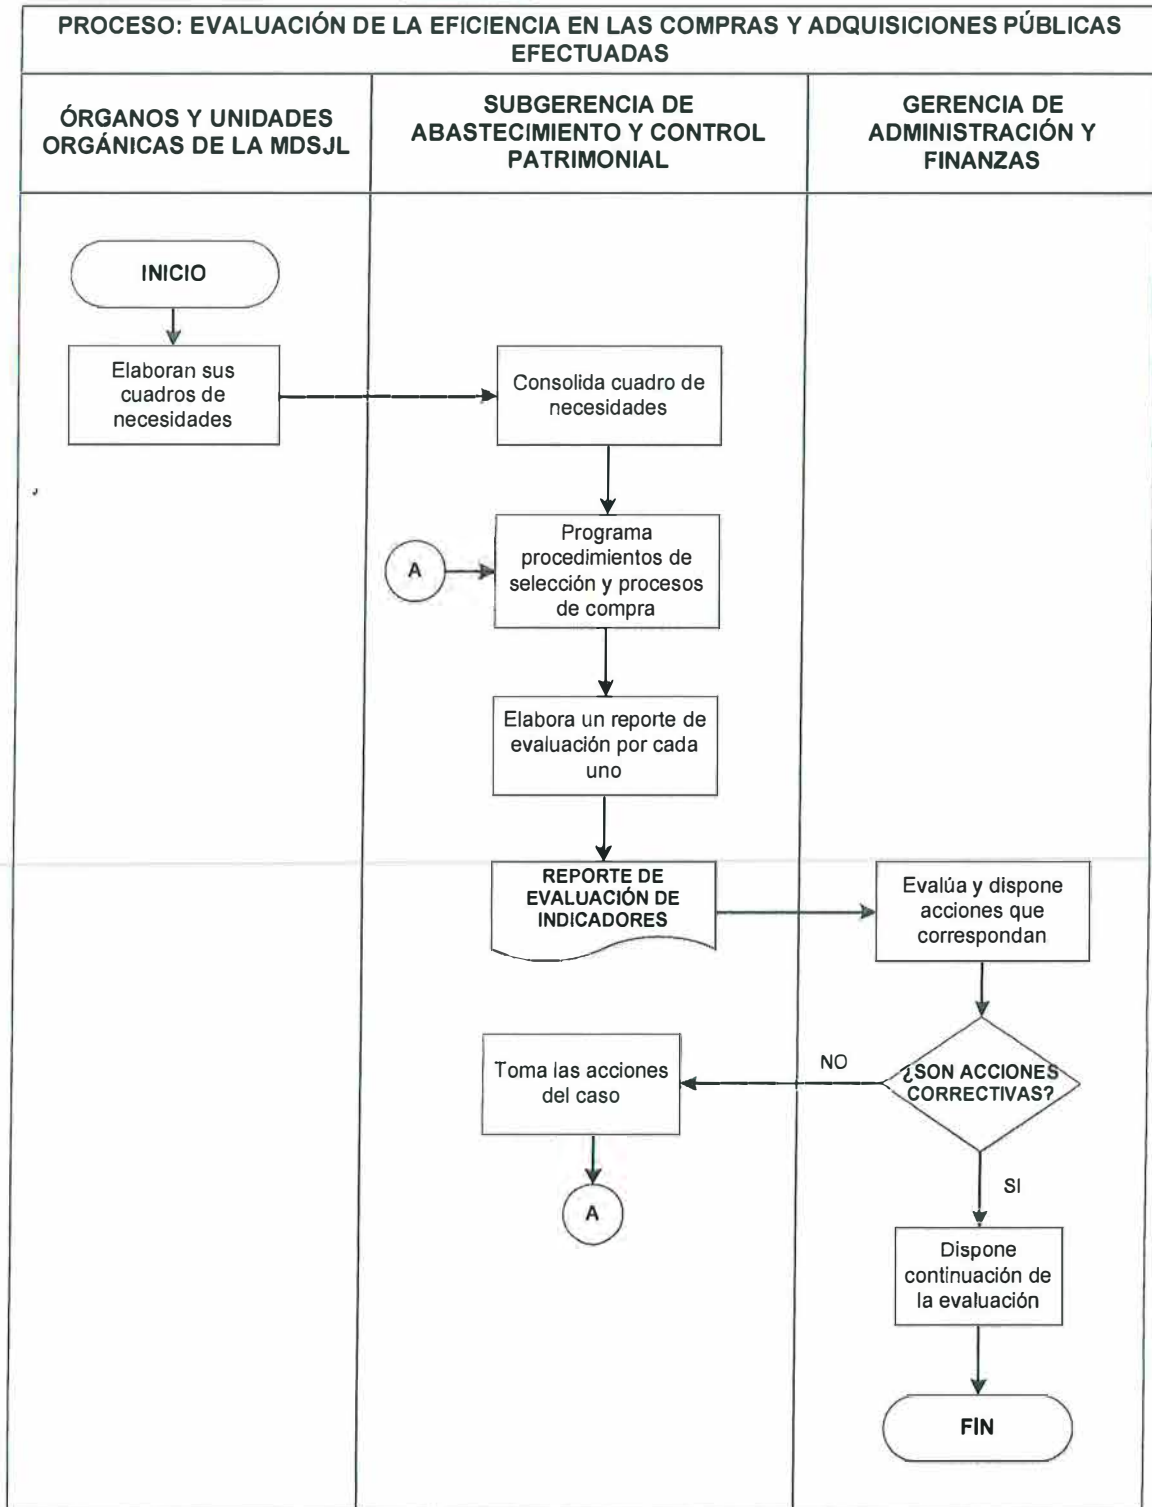 PROCESO: EVALUACIÓN DE LA EFICIENCIA EN LAS COMPRAS Y ADQUISICIONES PÚBLICAS
EFECTUADAS
ÓRGANOS Y UNIDADES
ORGÁNICAS DE LA MDSJL
SUBGERENCIA DE
ABASTECIMIENTO Y CONTROL
PATRIMONIAL
GERENCIA DE
ADMINISTRACIÓN Y
FINANZAS
INICIO
Elaboran sus
cuadros de
necesidades
Consolida cuadro de
necesidades
A
Programa
procedimientos de
selección y procesos
de compra
Elabora un reporte de
evaluación por cada
uno
REPORTE DE
EVALUACIÓN DE
INDICADORES
Evalúa y dispone
acciones que
correspondan
¿SON ACCIONES
CORRECTIVAS?
NO
Toma las acciones
del caso
A
SI
Dispone
continuación de
la evaluación
FIN